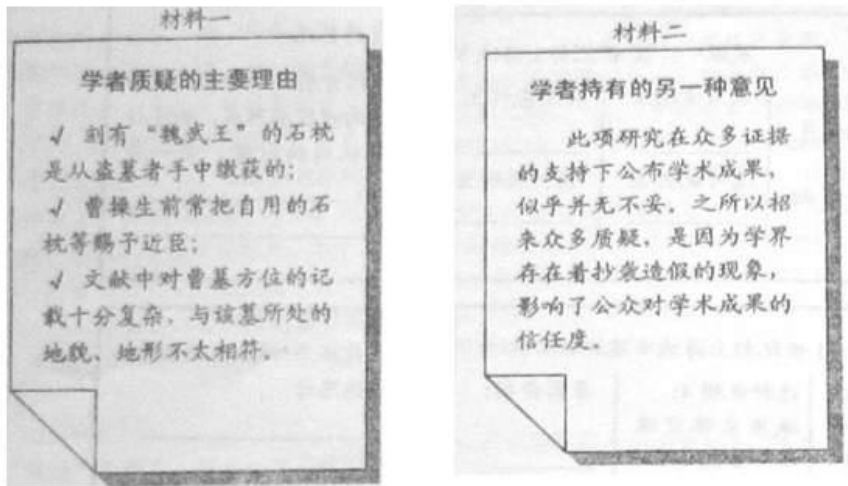 材料一
学者质疑的主要理由
√ 刻有“魏武王”的石枕
是从盗墓者手中缴获的；
√ 曹操生前常把自用的石
枕等赐予近臣；
√ 文献中对曹墓方位的记
载十分复杂，与该墓所处的
地貌、地形不太相符。
材料二
学者持有的另一种意见
此项研究在众多证据
的支持下公布学术成果，
似乎并无不妥。之所以招
来众多质疑，是因为学界
存在着抄袭造假的现象，
影响了公众对学术成果的
信任度。